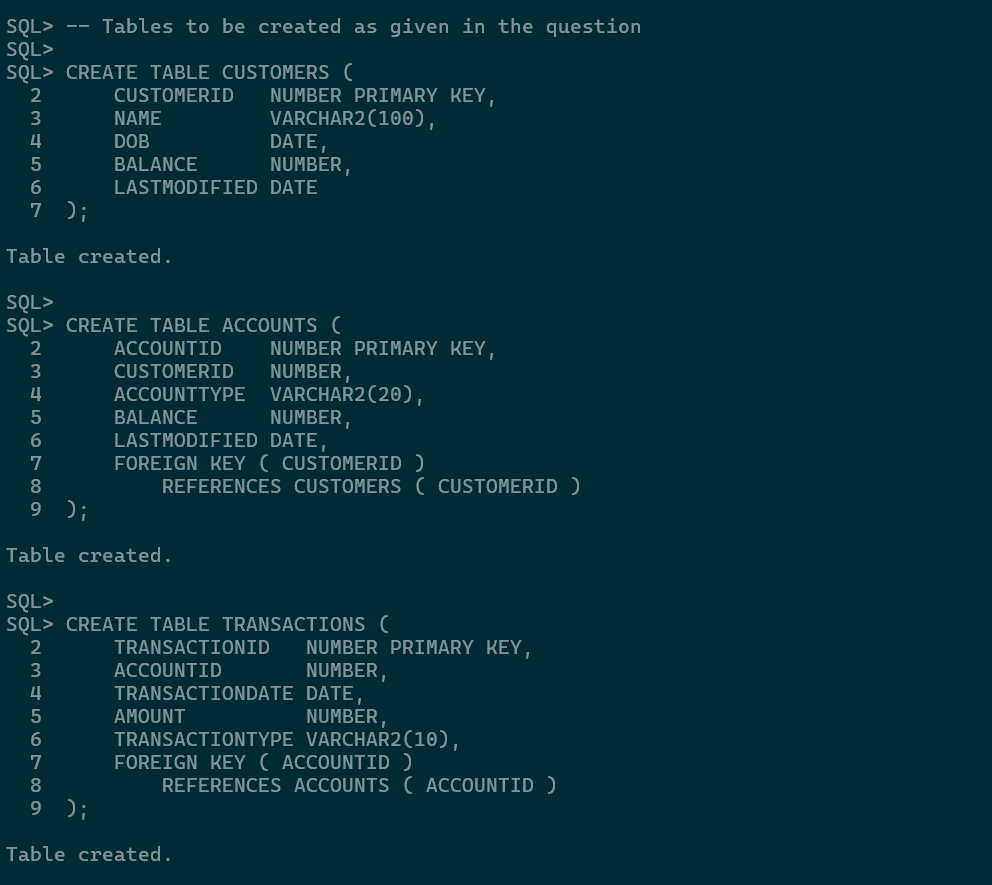 SQL> -- Tables to be created as given in the question
SQL>
SQL> CREATE TABLE CUSTOMERS (
  2      CUSTOMERID   NUMBER PRIMARY KEY,
  3      NAME         VARCHAR2(100),
  4      DOB          DATE,
  5      BALANCE      NUMBER,
  6      LASTMODIFIED DATE
  7  );

Table created.

SQL>
SQL> CREATE TABLE ACCOUNTS (
  2      ACCOUNTID    NUMBER PRIMARY KEY,
  3      CUSTOMERID   NUMBER,
  4      ACCOUNTTYPE  VARCHAR2(20),
  5      BALANCE      NUMBER,
  6      LASTMODIFIED DATE,
  7      FOREIGN KEY ( CUSTOMERID )
  8          REFERENCES CUSTOMERS ( CUSTOMERID )
  9  );

Table created.

SQL>
SQL> CREATE TABLE TRANSACTIONS (
  2      TRANSACTIONID   NUMBER PRIMARY KEY,
  3      ACCOUNTID       NUMBER,
  4      TRANSACTIONDATE DATE,
  5      AMOUNT          NUMBER,
  6      TRANSACTIONTYPE VARCHAR2(10),
  7      FOREIGN KEY ( ACCOUNTID )
  8          REFERENCES ACCOUNTS ( ACCOUNTID )
  9  );

Table created.